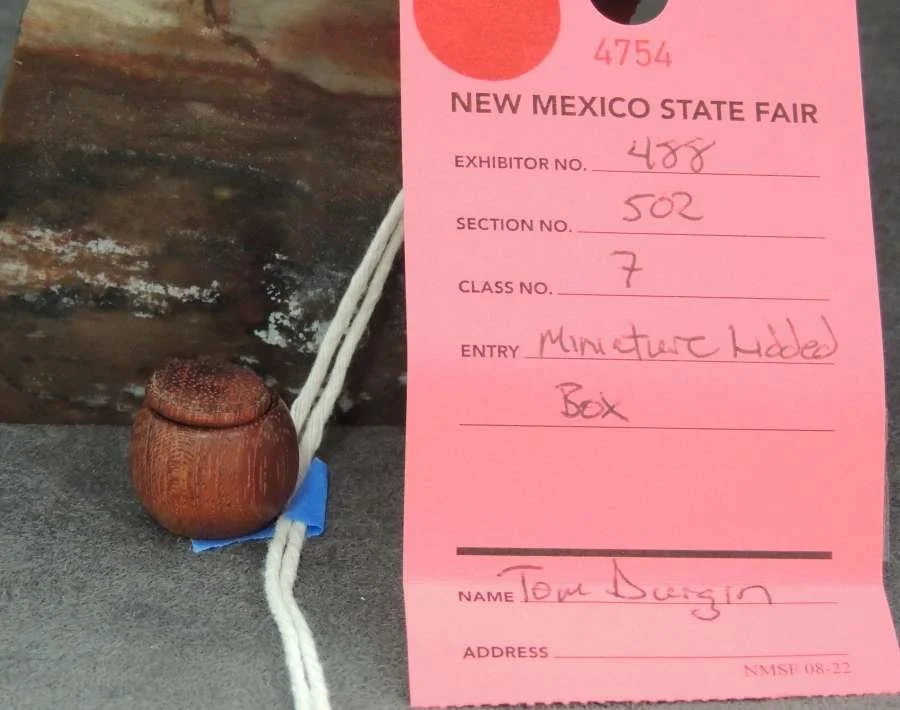 4754
NEW MEXICO STATE FAIR
EXHIBITOR NO. 488
SECTION NO. 502
CLASS NO. 7
ENTRY Miniature Lidded
Box
NAME Tom Durgin
ADDRESS
NMSF 08-22